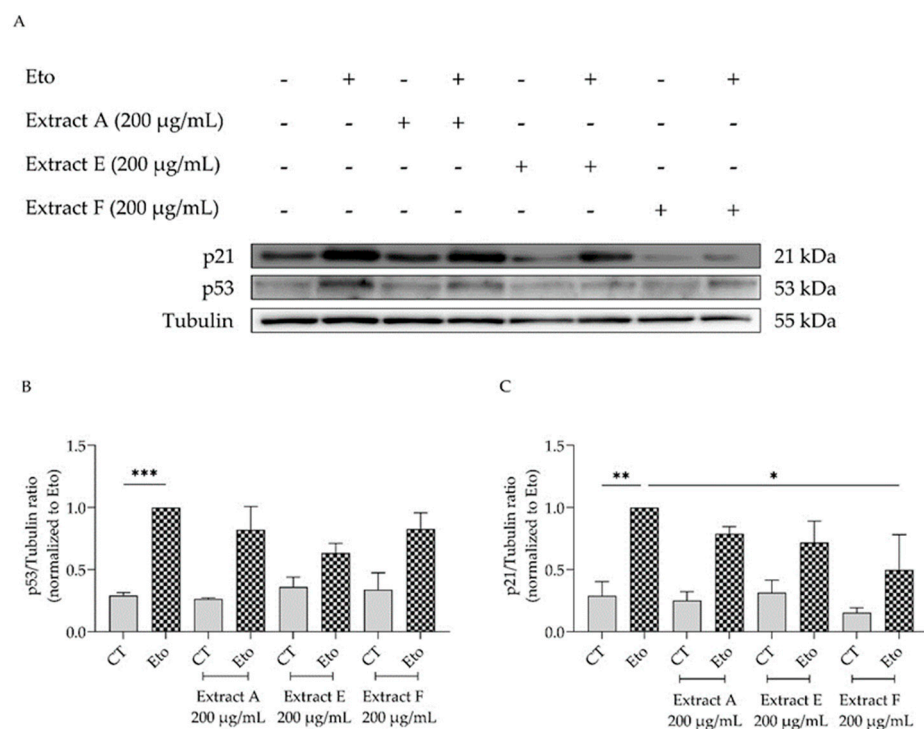 A
Eto - + - + - + - +
Extract A (200 µg/mL) - - + + - - - -
Extract E (200 µg/mL) - - - - + + - -
Extract F (200 µg/mL) - - - - - - + +
p21 21 kDa
p53 53 kDa
Tubulin 55 kDa
B
p53/Tubulin ratio
(normalized to Eto)
1.5
1.0
0.5
0.0
***
CT Eto CT Eto CT Eto CT Eto
Extract A Extract E Extract F
200 µg/mL 200 µg/mL 200 µg/mL
C
p21/Tubulin ratio
(normalized to Eto)
1.5
1.0
0.5
0.0
** *
CT Eto CT Eto CT Eto CT Eto
Extract A Extract E Extract F
200 µg/mL 200 µg/mL 200 µg/mL